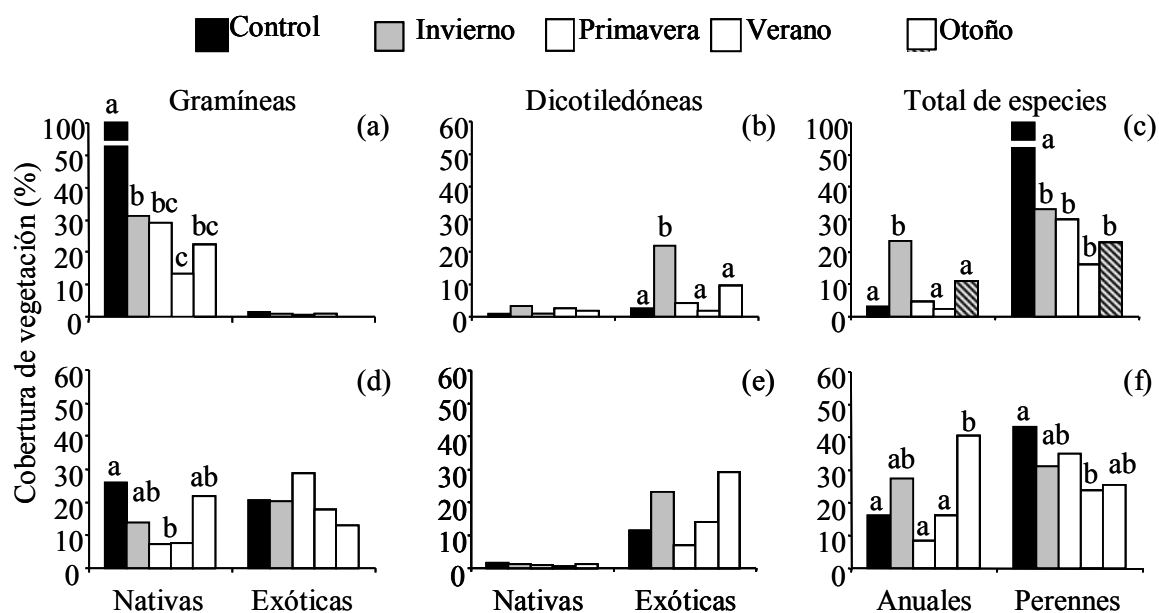 Control Invierno Primavera Verano Otoño
Gramíneas Dicotiledóneas Total de especies
Cobertura de vegetación (%)
(a)
100
50
40
30
20
10
0
a b bc c bc
(b)
60
50
40
30
20
10
0
a b a a
(c)
100
50
40
30
20
10
0
a b a a
a b b b b
(d)
60
50
40
30
20
10
0
a ab b ab
(e)
60
50
40
30
20
10
0
(f)
60
50
40
30
20
10
0
a ab a a b
a ab b ab
Nativas Exóticas Nativas Exóticas Anuales Perennes